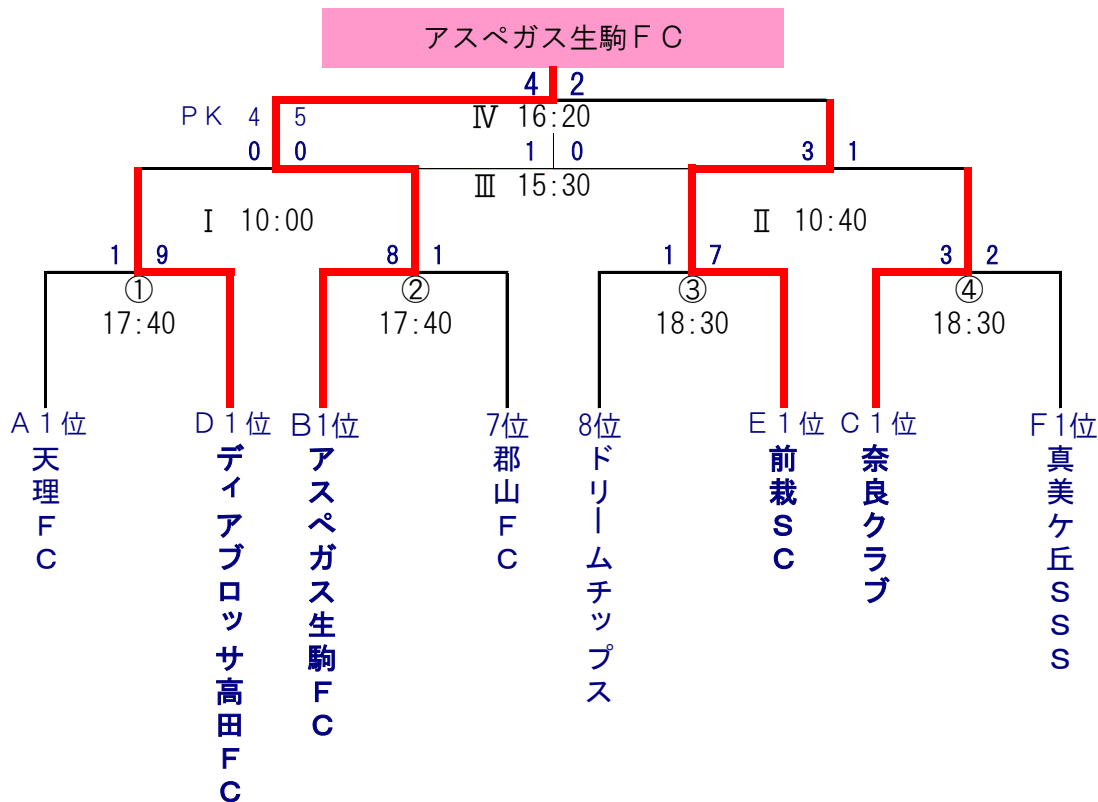 アスペガス生駒ＦＣ
4 2
ＰＫ 4 5
Ⅳ 16:20
0 0
1 0
3 1
Ⅲ 15:30
Ⅰ 10:00
Ⅱ 10:40
1 9
8 1
1 7
3 2
①
②
③
④
17:40
17:40
18:30
18:30
Ａ１位
Ｄ１位
Ｂ1位
7位
8位
Ｅ１位
Ｃ１位
Ｆ1位
天理ＦＣ
ディアブロッサ高田ＦＣ
アスペガス生駒ＦＣ
郡山ＦＣ
ドリームチップス
前栽ＳＣ
奈良クラブ
真美ケ丘ＳＳＳ